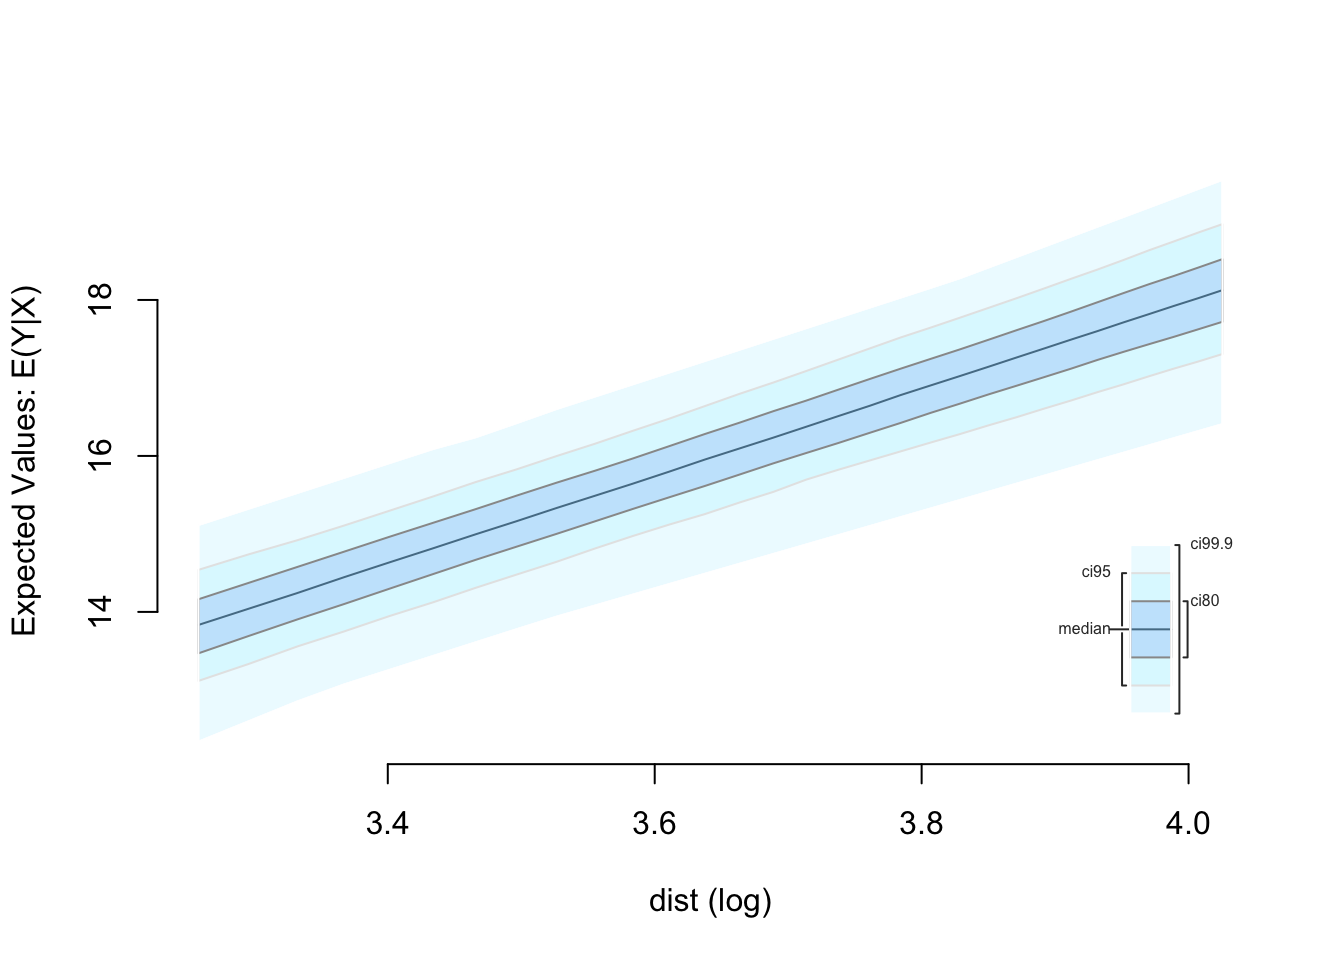 Expected Values: E(Y|X)
18
16
14
ci99.9
ci95
ci80
median
3.4
3.6
3.8
4.0
dist (log)